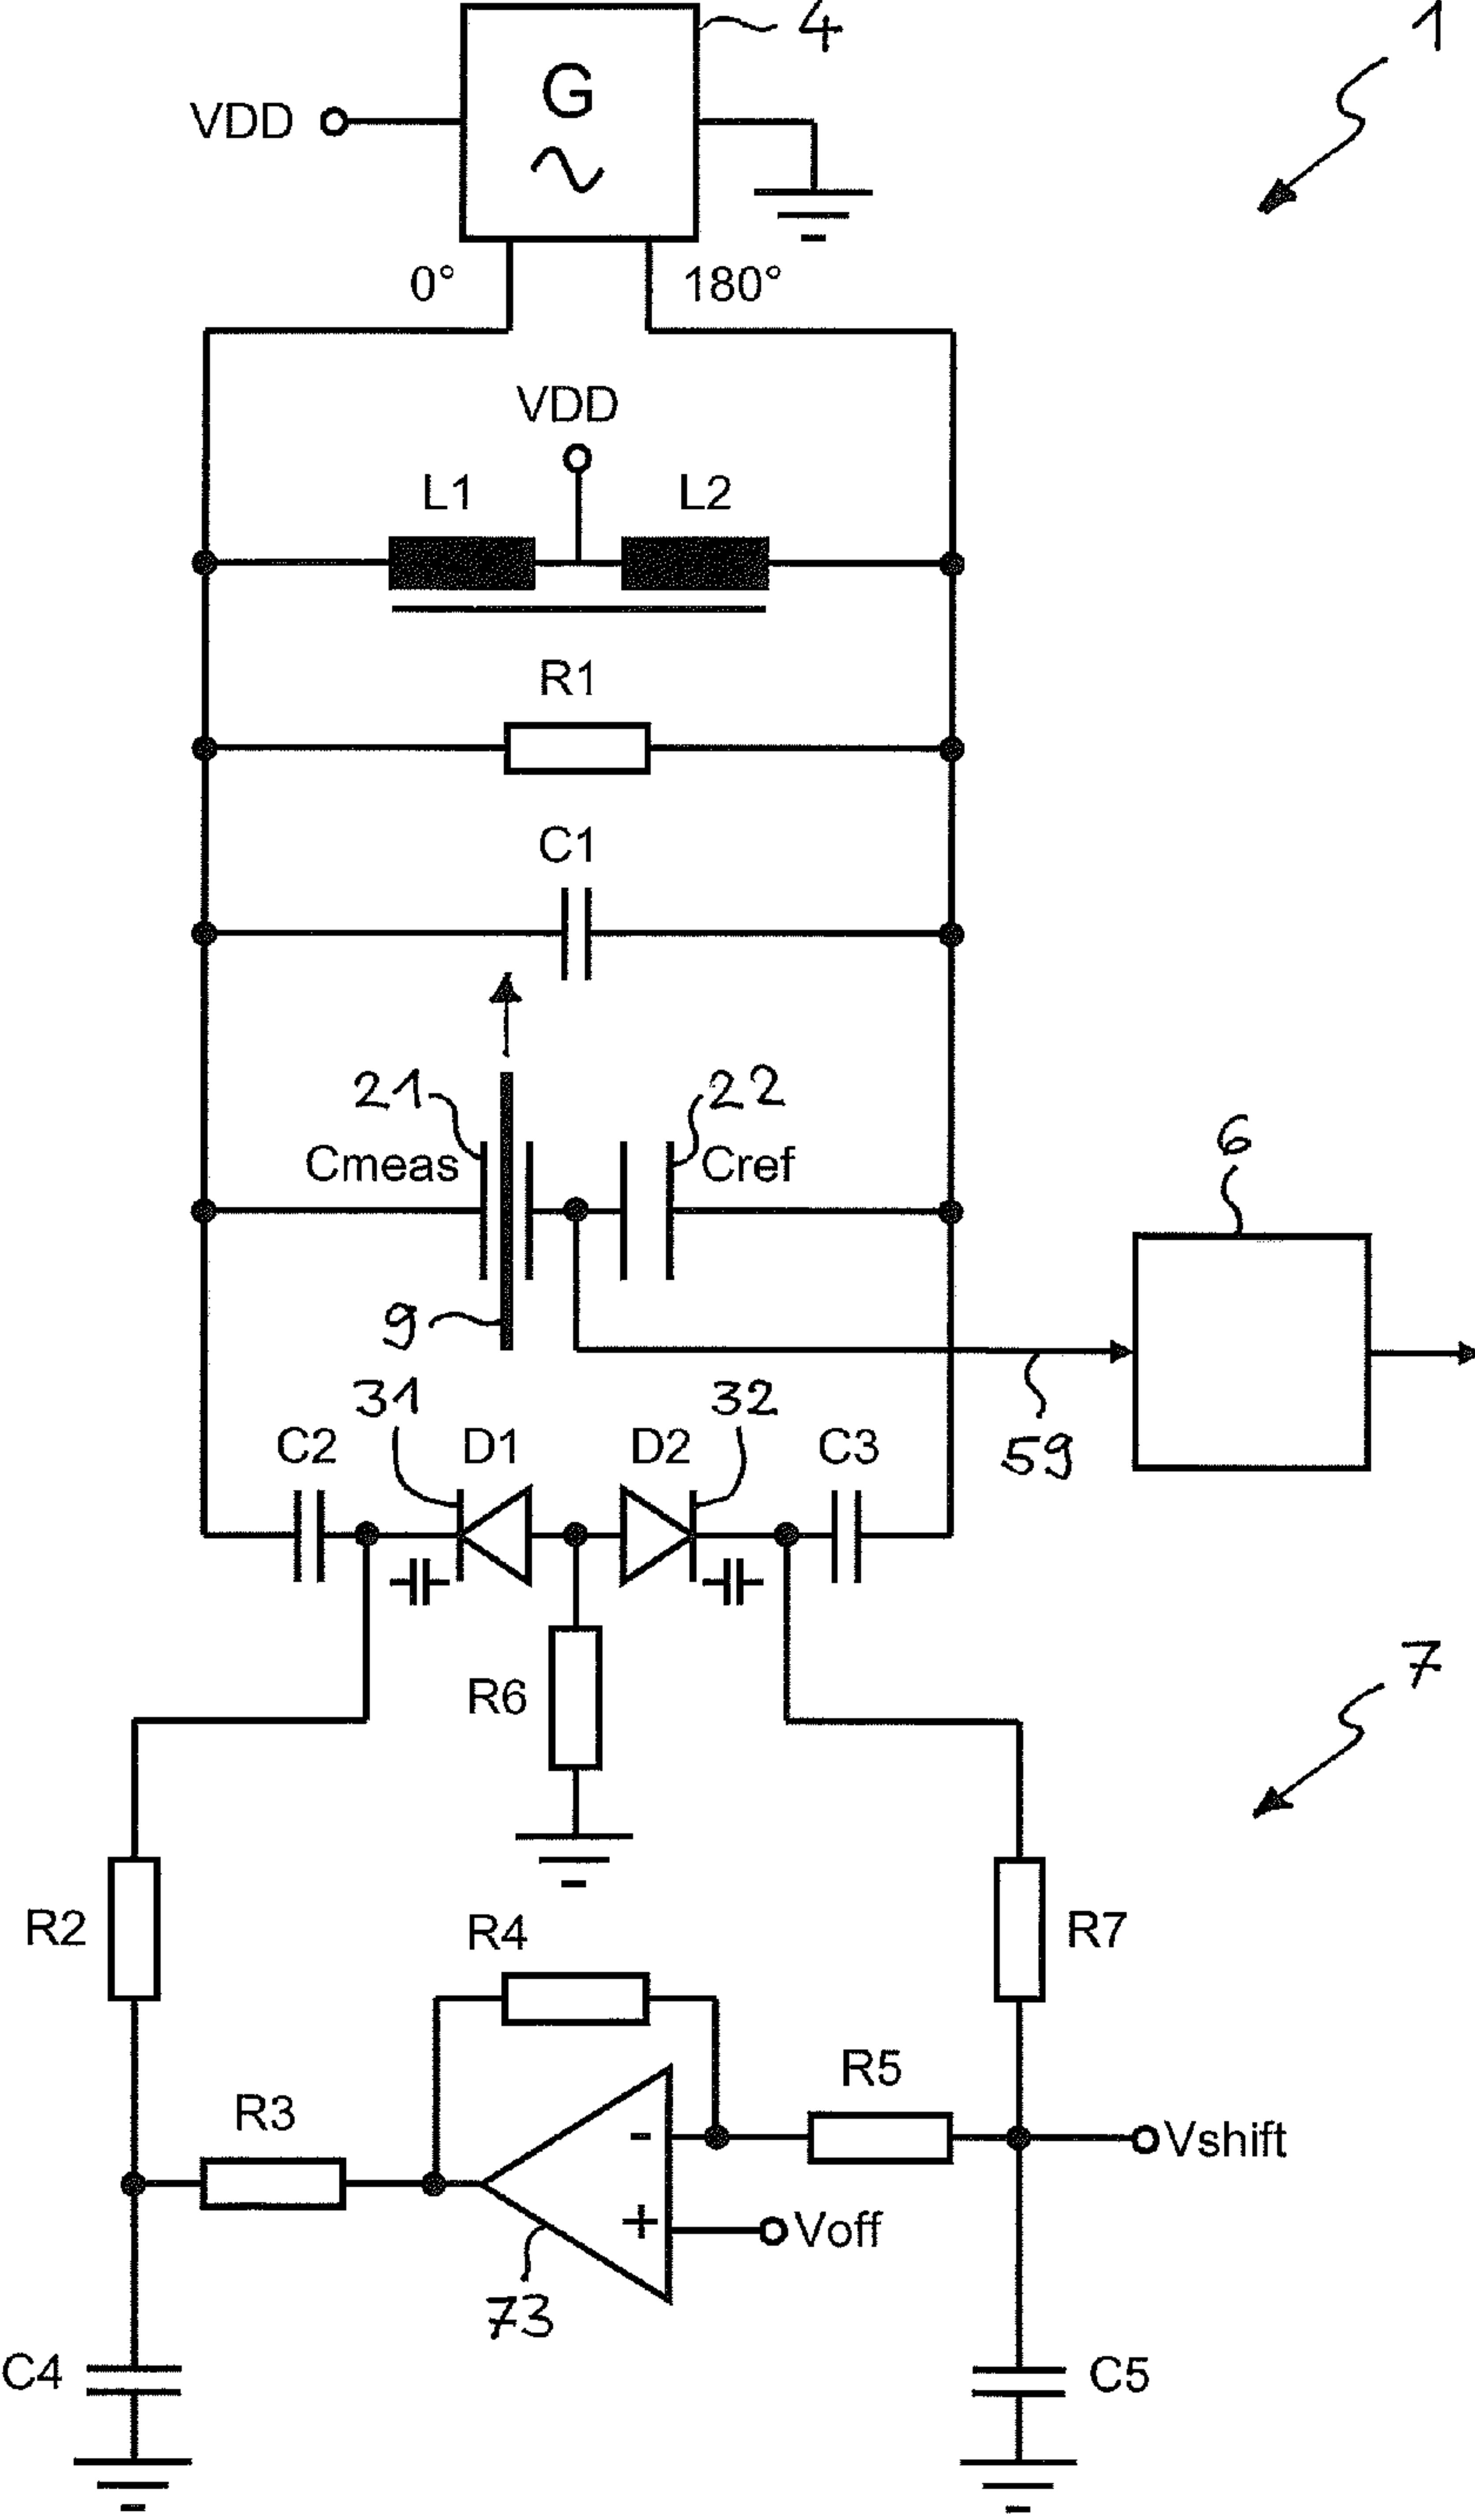 4
1
G
VDD
0°
180°
VDD
L1
L2
R1
C1
21
22
Cmeas
Cref
6
9
31
32
59
C2
D1
D2
C3
7
R6
R2
R4
R7
R5
R3
-
Vshift
+
Voff
73
C4
C5